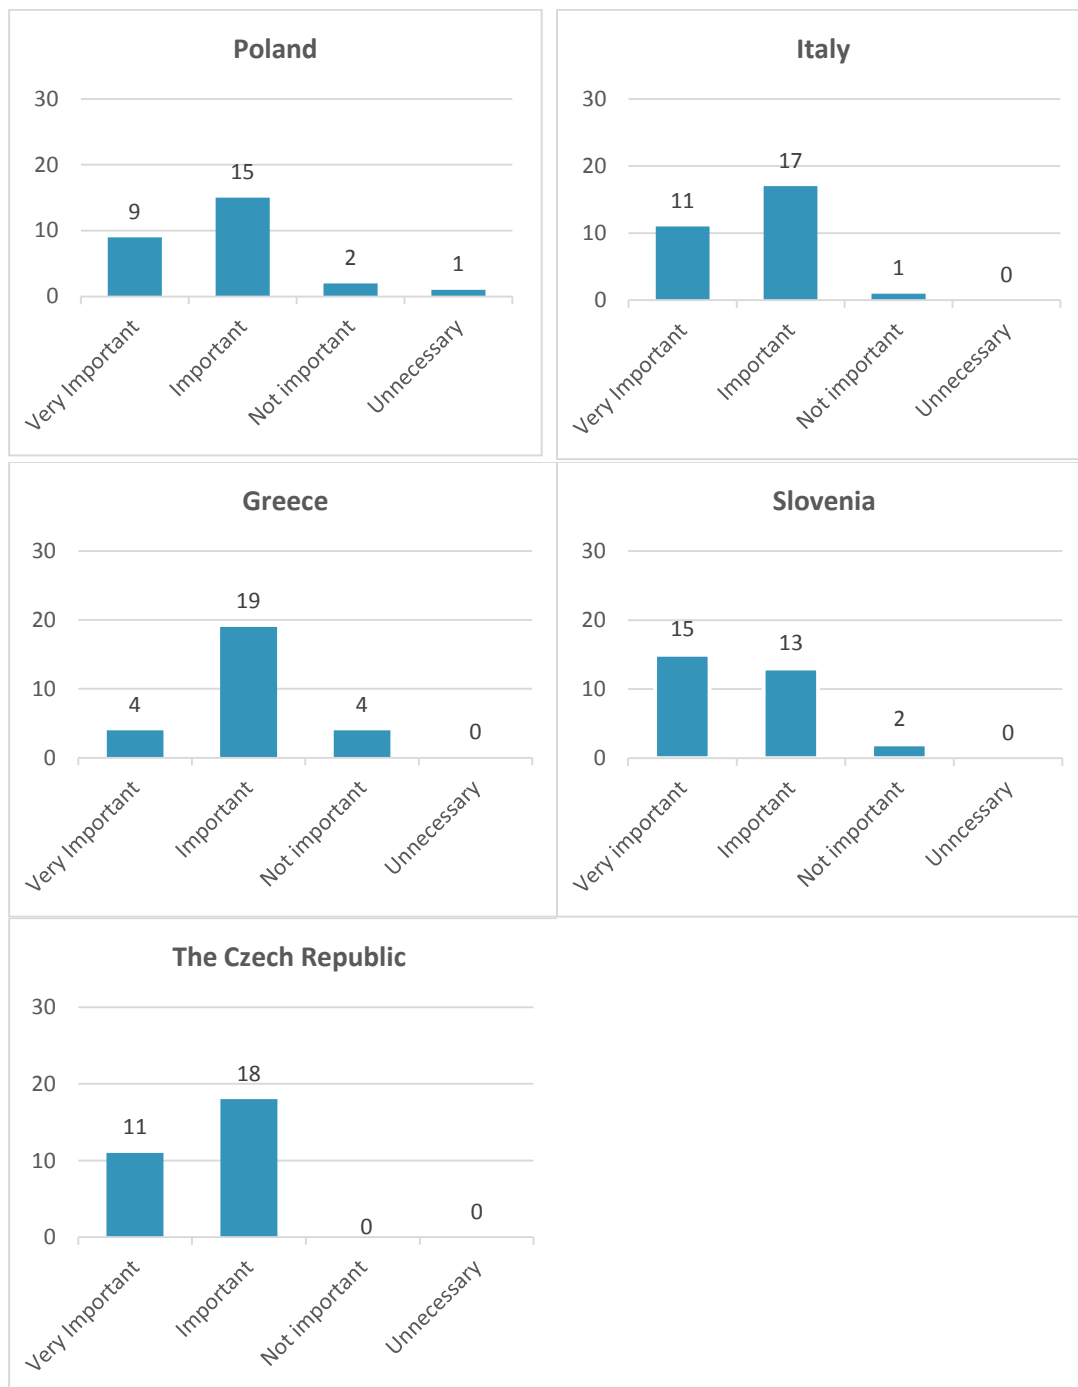 Poland
30
20
10
0
9
15
2
1
Very Important
Important
Not important
Unnecessary
Italy
30
20
10
0
11
17
1
0
Very Important
Important
Not important
Unnecessary
Greece
30
20
10
0
4
19
4
0
Very Important
Important
Not important
Unnecessary
Slovenia
30
20
10
0
15
13
2
0
Very important
Important
Not important
Unncessary
The Czech Republic
30
20
10
0
11
18
0
0
Very Important
Important
Not important
Unnecessary